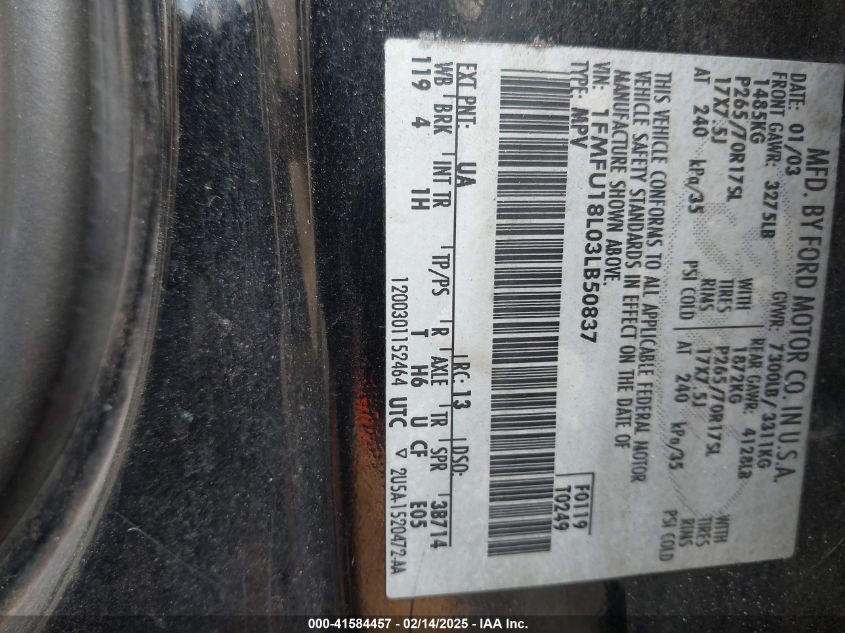 MFD. BY FORD MOTOR CO. IN U.S.A.
DATE: 01/03 GVWR: 7300LB/3311KG
FRONT GAWR: 3275LB REAR GAWR: 4128LB
1485KG WITH 1872KG WITH
P265/70R17SL TIRES P265/70R17SL TIRES
17X7.5J RIMS 17X7.5J RIMS
AT 240 kPa/35 PSI COLD AT 240 kPa/35 PSI COLD
THIS VEHICLE CONFORMS TO ALL APPLICABLE FEDERAL MOTOR
VEHICLE SAFETY STANDARDS IN EFFECT ON THE DATE OF
MANUFACTURE SHOWN ABOVE.
VIN: 1FMFU18L03LB50837
TYPE: MPV
F0119
T0249
EXT PNT: UA RC: 13 DSO:
WB BRK INT TR TP/PS R AXLE TR SPR 3B714
119 4 1H T H6 U CF E05
1200301152464 UTC ▽ 2U5A-1520472-AA
000-41584457 - 02/14/2025 - IAA Inc.